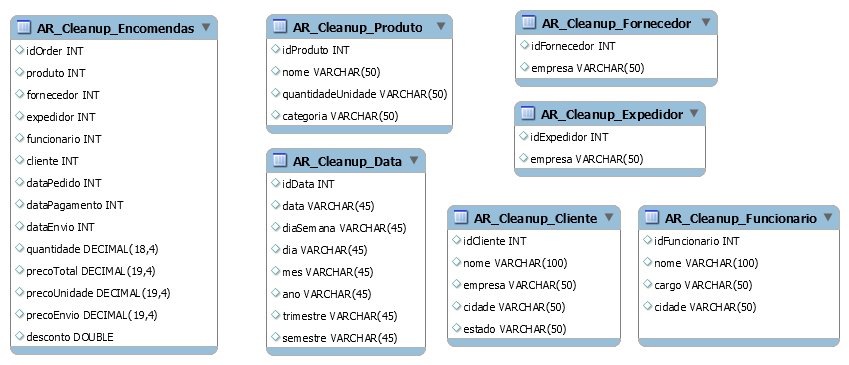 AR_Cleanup_Encomendas
idOrder INT
produto INT
fornecedor INT
expedidor INT
funcionario INT
cliente INT
dataPedido INT
dataPagamento INT
dataEnvio INT
quantidade DECIMAL(18,4)
precoTotal DECIMAL(19,4)
precoUnidade DECIMAL(19,4)
precoEnvio DECIMAL(19,4)
desconto DOUBLE
AR_Cleanup_Produto
idProduto INT
nome VARCHAR(50)
quantidadeUnidade VARCHAR(50)
categoria VARCHAR(50)
AR_Cleanup_Data
idData INT
data VARCHAR(45)
diaSemana VARCHAR(45)
dia VARCHAR(45)
mes VARCHAR(45)
ano VARCHAR(45)
trimestre VARCHAR(45)
semestre VARCHAR(45)
AR_Cleanup_Fornecedor
idFornecedor INT
empresa VARCHAR(50)
AR_Cleanup_Expedidor
idExpedidor INT
empresa VARCHAR(50)
AR_Cleanup_Cliente
idCliente INT
nome VARCHAR(100)
empresa VARCHAR(50)
cidade VARCHAR(50)
estado VARCHAR(50)
AR_Cleanup_Funcionario
idFuncionario INT
nome VARCHAR(100)
cargo VARCHAR(50)
cidade VARCHAR(50)